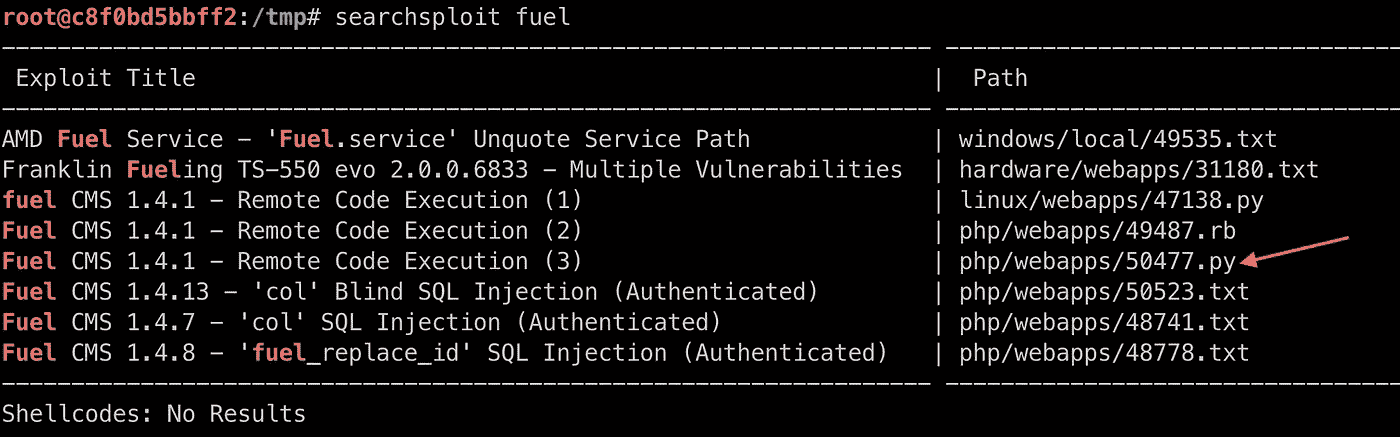 root@c8f0bd5bbff2:/tmp# searchsploit fuel
Exploit Title | Path
AMD Fuel Service - 'Fuel.service' Unquote Service Path | windows/local/49535.txt
Franklin Fueling TS-550 evo 2.0.0.6833 - Multiple Vulnerabilities | hardware/webapps/31180.txt
fuel CMS 1.4.1 - Remote Code Execution (1) | linux/webapps/47138.py
Fuel CMS 1.4.1 - Remote Code Execution (2) | php/webapps/49487.rb
Fuel CMS 1.4.1 - Remote Code Execution (3) | php/webapps/50477.py
Fuel CMS 1.4.13 - 'col' Blind SQL Injection (Authenticated) | php/webapps/50523.txt
Fuel CMS 1.4.7 - 'col' SQL Injection (Authenticated) | php/webapps/48741.txt
Fuel CMS 1.4.8 - 'fuel_replace_id' SQL Injection (Authenticated) | php/webapps/48778.txt
Shellcodes: No Results